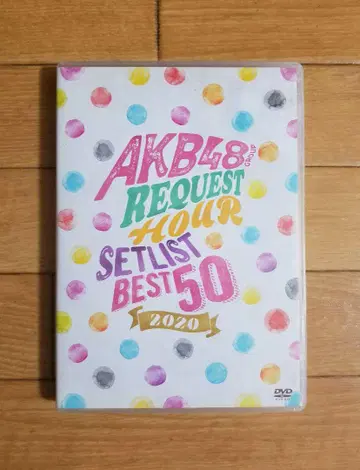 AKB48 GROUP
REQUEST
HOUR
SETLIST
BEST 50
2020
DVD